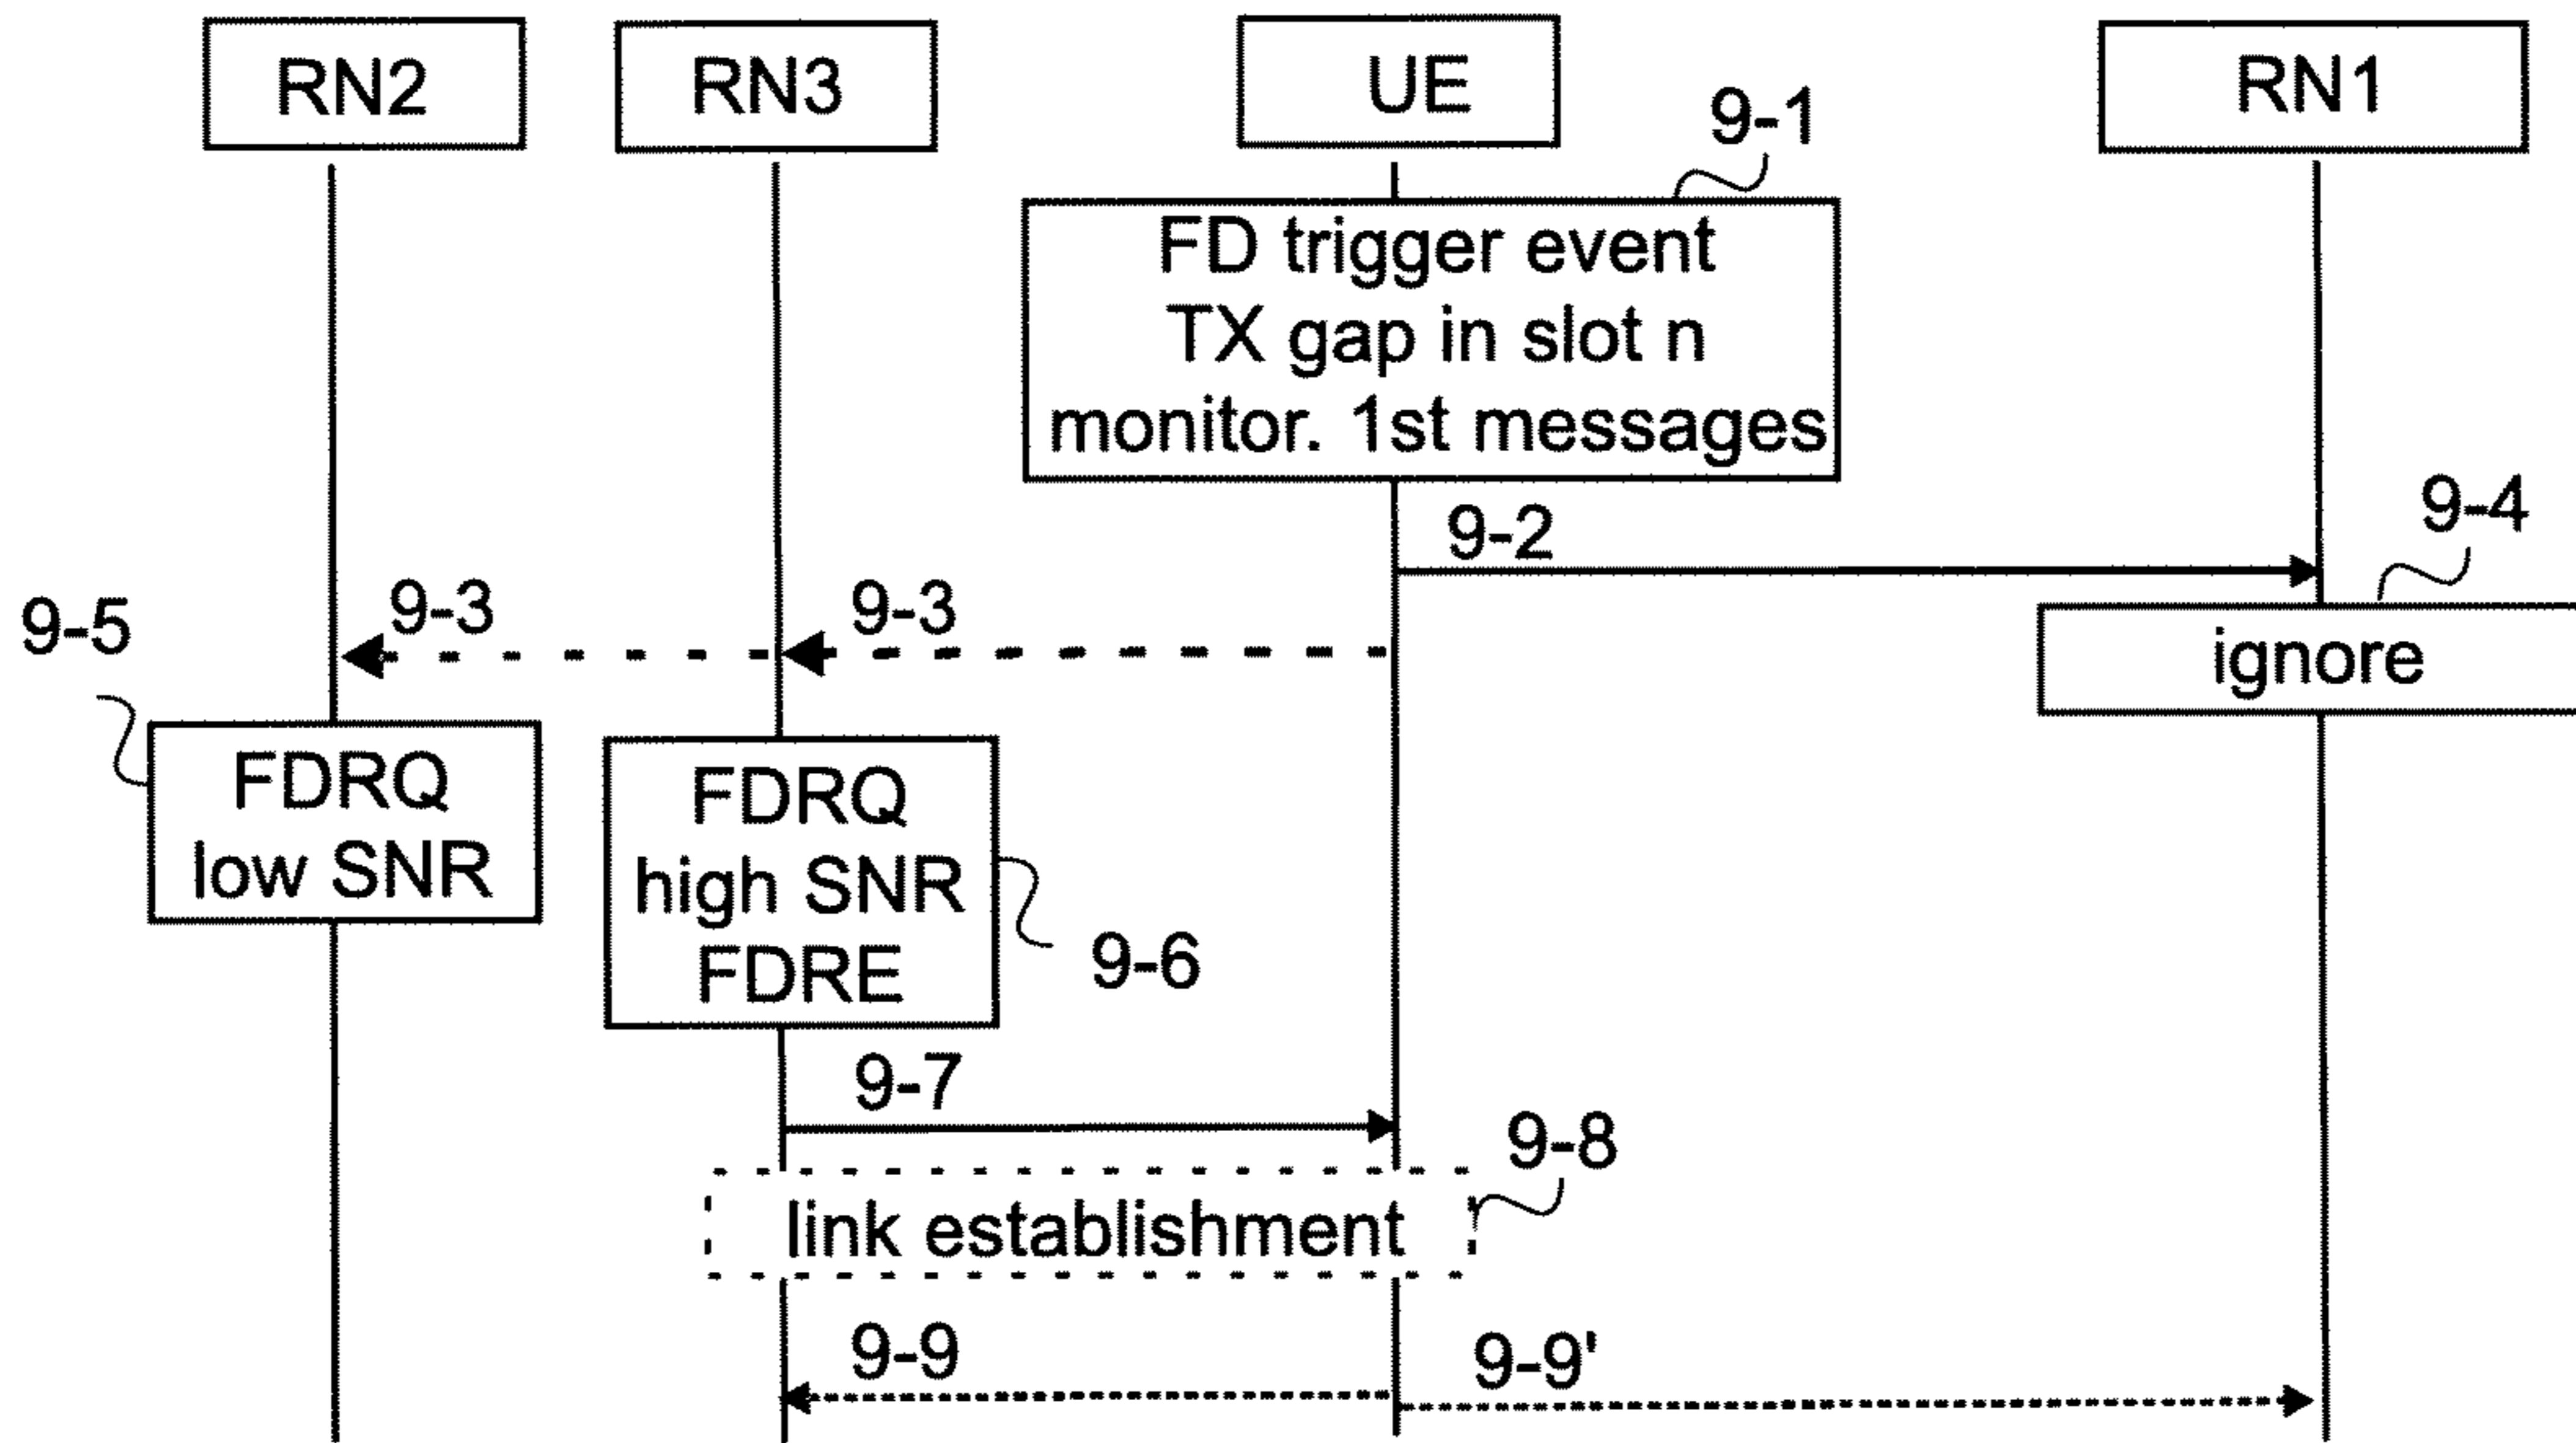 RN2
RN3
UE
RN1
9-1
FD trigger event
TX gap in slot n
monitor. 1st messages
9-2
9-4
9-3
9-3
9-5
ignore
FDRQ
low SNR
FDRQ
high SNR
FDRE
9-6
9-7
9-8
link establishment
9-9
9-9'